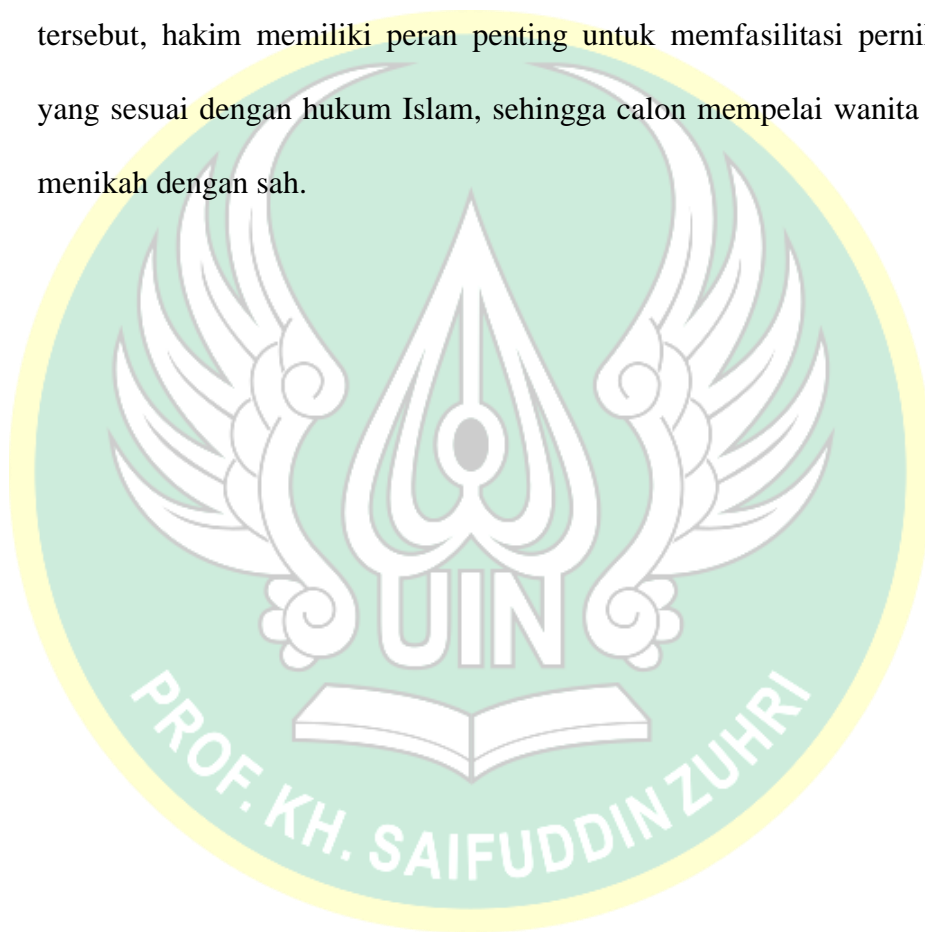 tersebut, hakim memiliki peran penting untuk memfasilitasi
yang sesuai dengan hukum Islam, sehingga calon mempelai wanita
menikah dengan sah.
UIN
PROF. KH. SAIFUDDIN ZUHRI